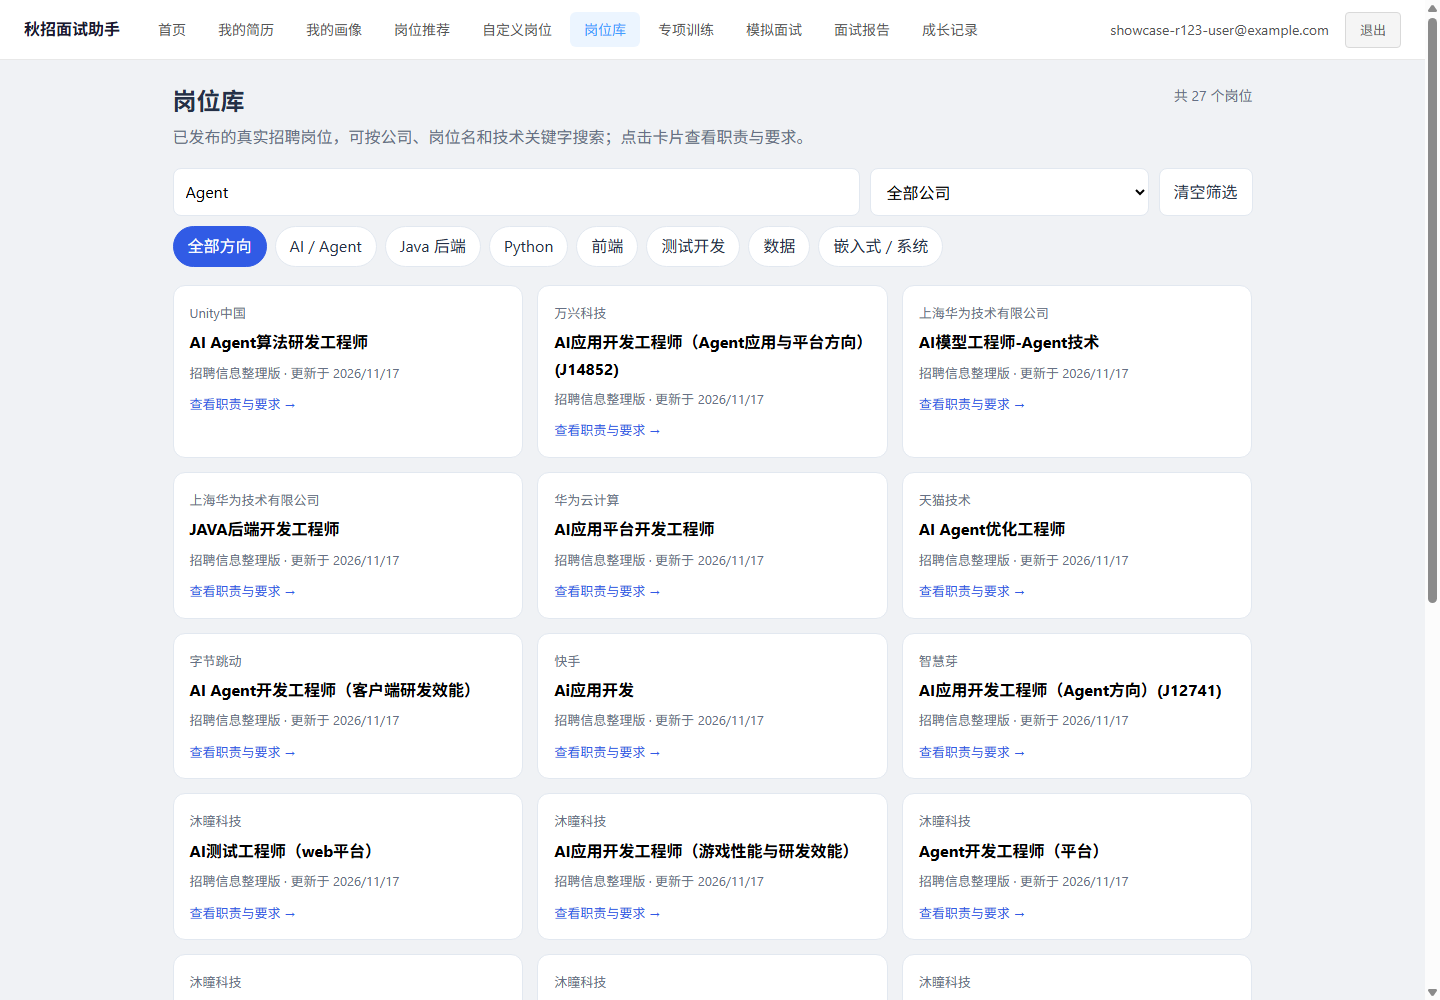 秋招面试助手 首页 我的简历 我的画像 岗位推荐 自定义岗位 岗位库 专项训练 模拟面试 面试报告 成长记录 showcase-r123-user@example.com 退出
岗位库 共 27 个岗位
已发布的真实招聘岗位，可按公司、岗位名和技术关键字搜索；点击卡片查看职责与要求。
Agent 全部公司 清空筛选
全部方向 AI / Agent Java 后端 Python 前端 测试开发 数据 嵌入式 / 系统
Unity中国
AI Agent算法研发工程师
招聘信息整理版 · 更新于 2026/11/17
查看职责与要求 →
万兴科技
AI应用开发工程师（Agent应用与平台方向）
(J14852)
招聘信息整理版 · 更新于 2026/11/17
查看职责与要求 →
上海华为技术有限公司
AI模型工程师-Agent技术
招聘信息整理版 · 更新于 2026/11/17
查看职责与要求 →
上海华为技术有限公司
JAVA后端开发工程师
招聘信息整理版 · 更新于 2026/11/17
查看职责与要求 →
华为云计算
AI应用平台开发工程师
招聘信息整理版 · 更新于 2026/11/17
查看职责与要求 →
天猫技术
AI Agent优化工程师
招聘信息整理版 · 更新于 2026/11/17
查看职责与要求 →
字节跳动
AI Agent开发工程师（客户端研发效能）
招聘信息整理版 · 更新于 2026/11/17
查看职责与要求 →
快手
Ai应用开发
招聘信息整理版 · 更新于 2026/11/17
查看职责与要求 →
智慧芽
AI应用开发工程师（Agent方向）(J12741)
招聘信息整理版 · 更新于 2026/11/17
查看职责与要求 →
沐瞳科技
AI测试工程师（web平台）
招聘信息整理版 · 更新于 2026/11/17
查看职责与要求 →
沐瞳科技
AI应用开发工程师（游戏性能与研发效能）
招聘信息整理版 · 更新于 2026/11/17
查看职责与要求 →
沐瞳科技
Agent开发工程师（平台）
招聘信息整理版 · 更新于 2026/11/17
查看职责与要求 →
沐瞳科技
沐瞳科技
沐瞳科技